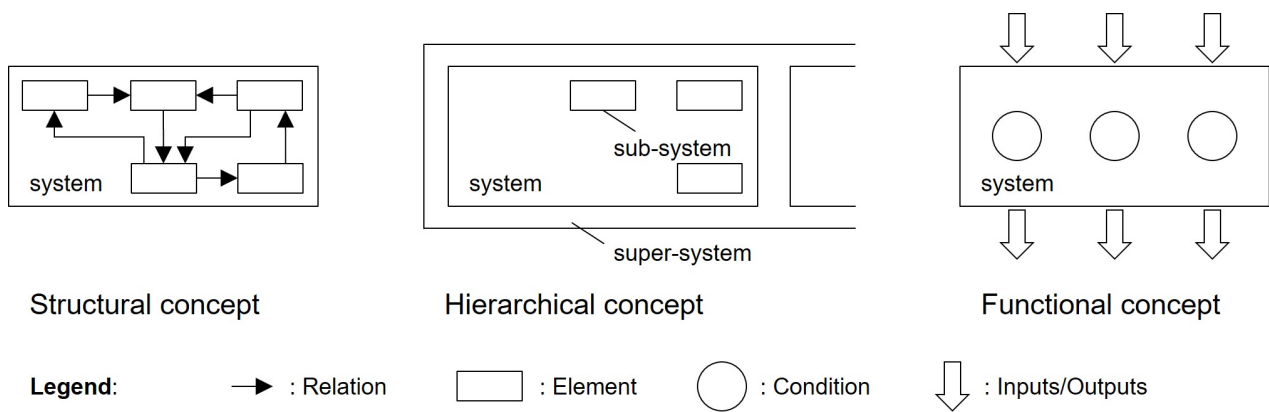 system
sub-system
system
super-system
system
Structural concept
Hierarchical concept
Functional concept
Legend:
: Relation
: Element
: Condition
: Inputs/Outputs